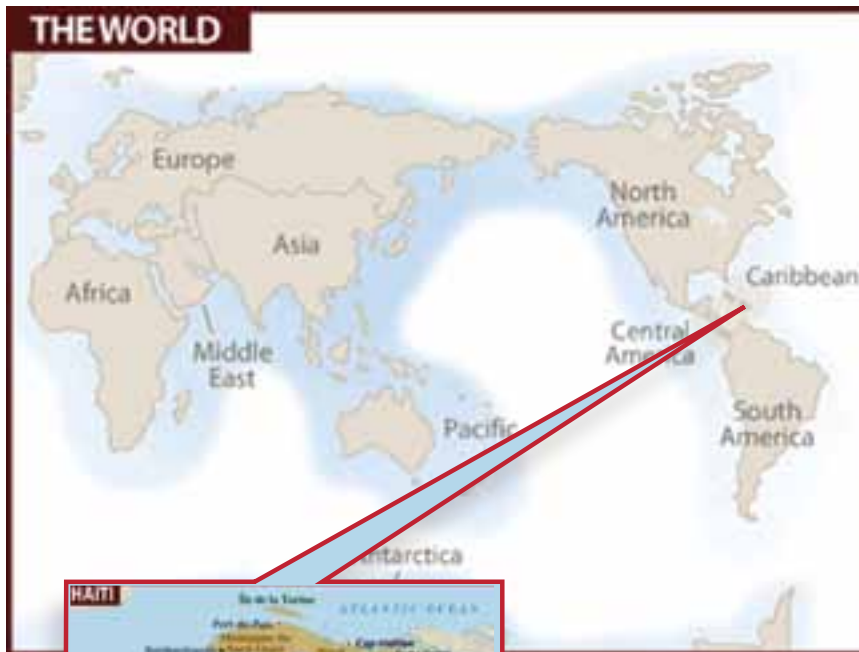 THE WORLD
Europe
North
America
Asia
Africa
Caribbean
Middle
East
Central
America
Pacific
South
America
ntarctica
HAITI
Île de la Tortue
ATLANTIC OCEAN
Port-de-Paix
Cap-Haïtien